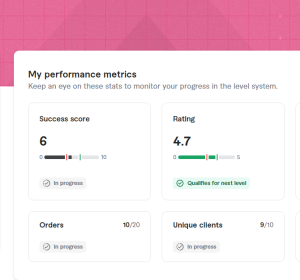 My performance metrics
Keep an eye on these stats to monitor your progress in the level system.
Success score
6
0 10
In progress
Rating
4.7
0 5
Qualifies for next level
Orders 10/20
In progress
Unique clients 9/10
In progress